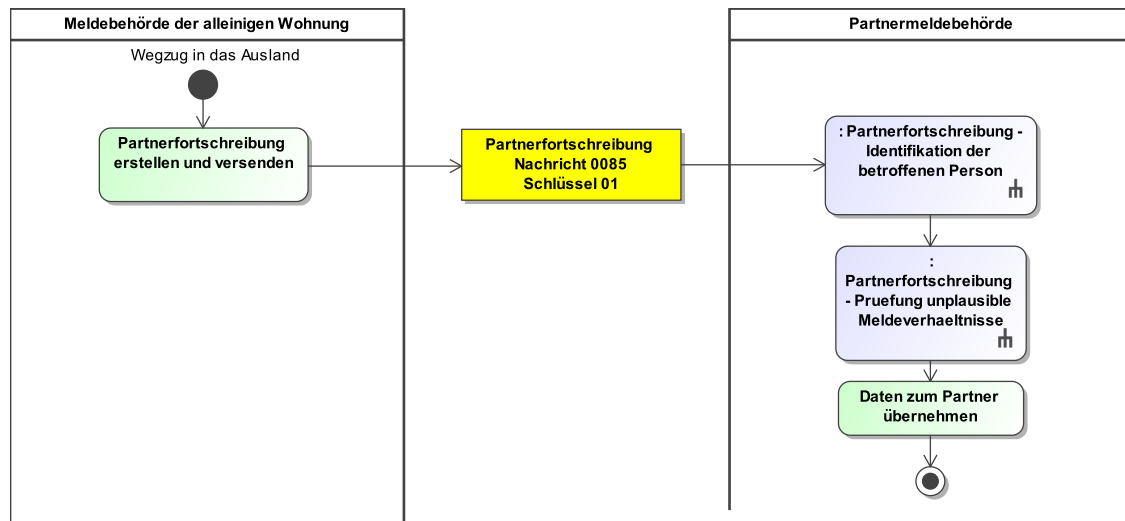 Meldebehörde der alleinigen Wohnung
Wegzug in das Ausland
Partnerfortschreibung
erstellen und versenden
Partnerfortschreibung
Nachricht 0085
Schlüssel 01
Partnermeldebehörde
: Partnerfortschreibung -
Identifikation der
betroffenen Person
:
Partnerfortschreibung
- Pruefung unplausible
Meldeverhaeltnisse
Daten zum Partner
übernehmen